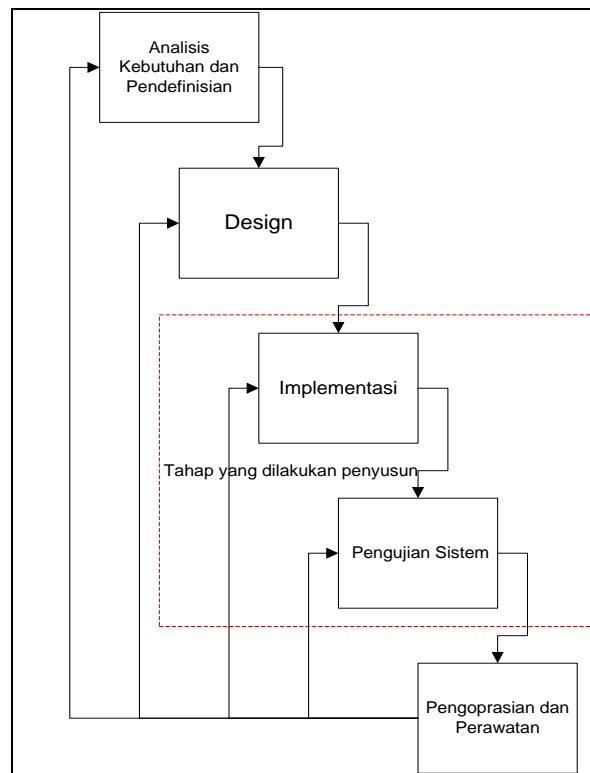 Analisis
Kebutuhan dan
Pendefinisian
Design
Implementasi
Tahap yang dilakukan penyusun
Pengujian Sistem
Pengoprasian dan
Perawatan